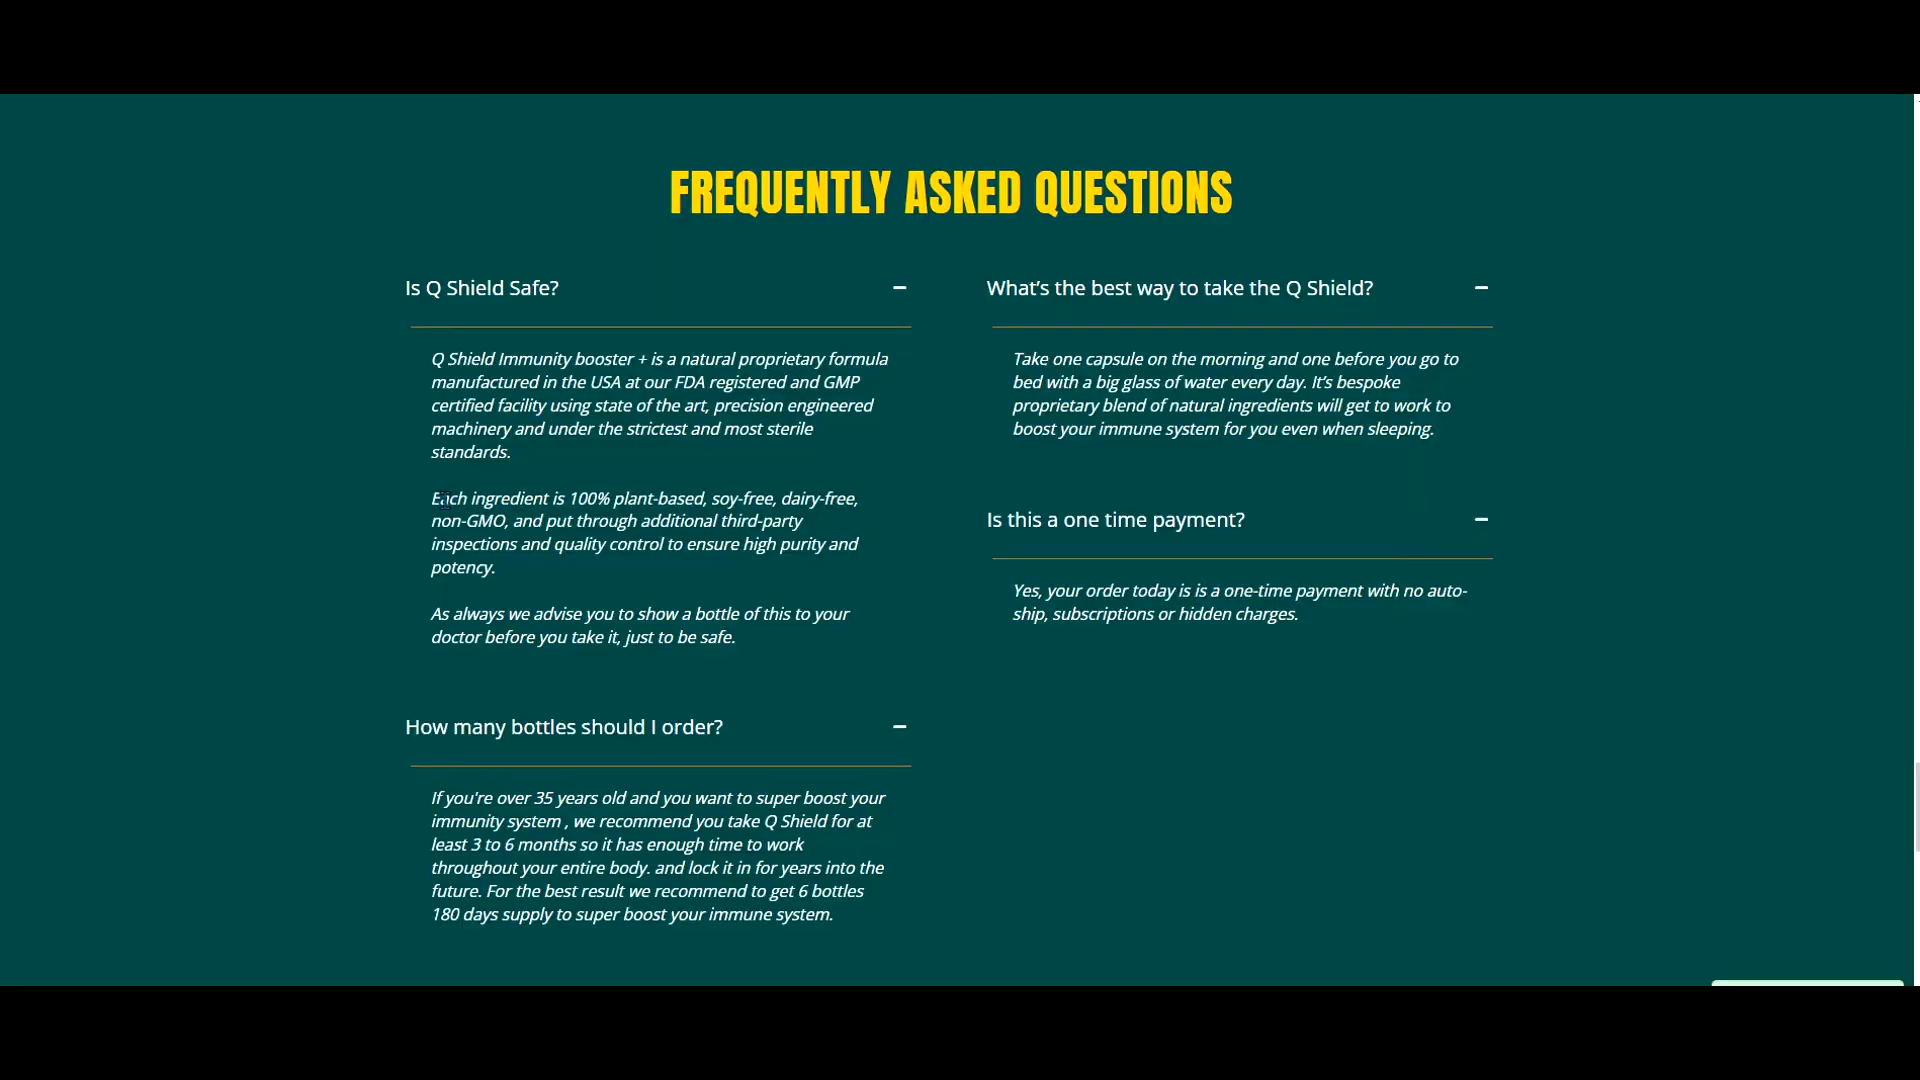 FREQUENTLY ASKED QUESTIONS
Is Q Shield Safe?
Q Shield Immunity booster + is a natural proprietary formula
manufactured in the USA at our FDA registered and GMP
certified facility using state of the art, precision engineered
machinery and under the strictest and most sterile
standards.
Each ingredient is 100% plant-based, soy-free, dairy-free,
non-GMO, and put through additional third-party
inspections and quality control to ensure high purity and
potency.
As always we advise you to show a bottle of this to your
doctor before you take it, just to be safe.
How many bottles should I order?
If you're over 35 years old and you want to super boost your
immunity system , we recommend you take Q Shield for at
least 3 to 6 months so it has enough time to work
throughout your entire body. and lock it in for years into the
future. For the best result we recommend to get 6 bottles
180 days supply to super boost your immune system.
What’s the best way to take the Q Shield?
Take one capsule on the morning and one before you go to
bed with a big glass of water every day. It’s bespoke
proprietary blend of natural ingredients will get to work to
boost your immune system for you even when sleeping.
Is this a one time payment?
Yes, your order today is is a one-time payment with no auto-
ship, subscriptions or hidden charges.